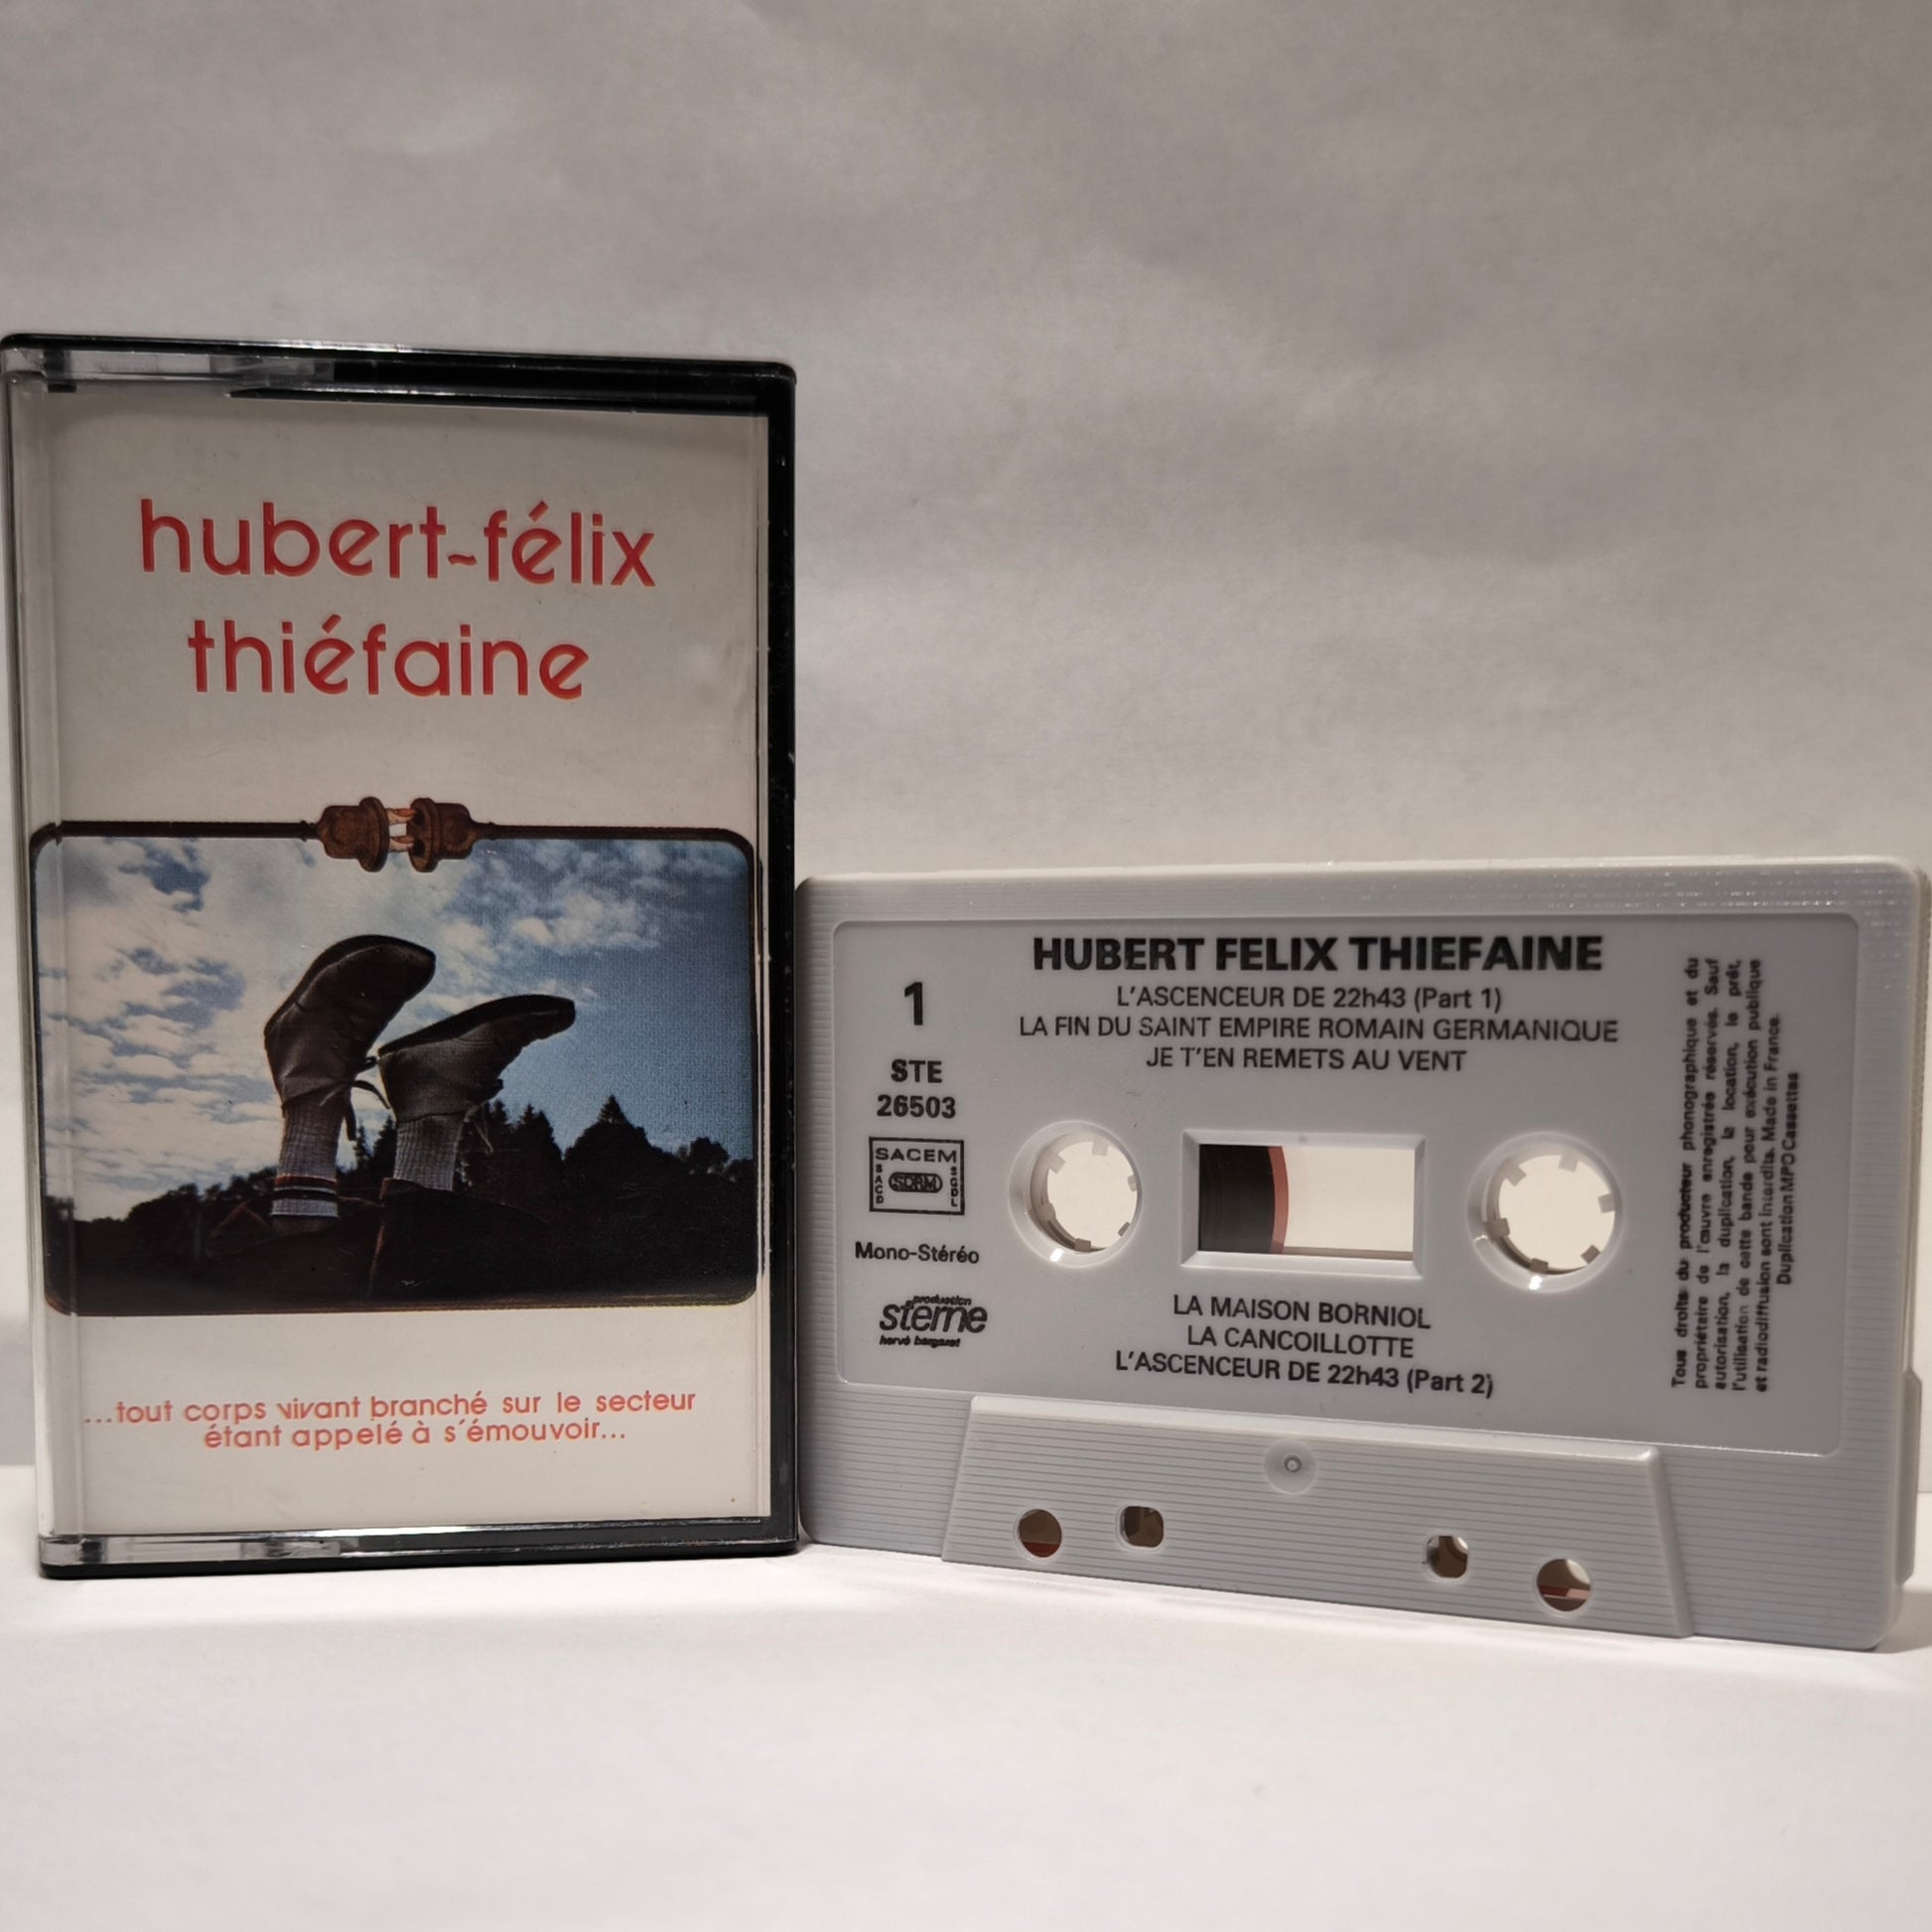 hubert-félix
thiéfaine
...tout corps vivant branché sur le secteur
étant appelé à s'émouvoir...
HUBERT FELIX THIEFAINE
1
L'ASCENCEUR DE 22h43 (Part 1)
LA FIN DU SAINT EMPIRE ROMAIN GERMANIQUE
JE T'EN REMETS AU VENT
STE
26503
SACEM
SACD
SDRM
SGDL
Mono-Stéréo
production
sterne
hervé bergerat
LA MAISON BORNIOL
LA CANCOILLOTTE
L'ASCENCEUR DE 22h43 (Part 2)
Tous droits du producteur phonographique et du
propriétaire de l'œuvre enregistrée réservés. Sauf
autorisation, la duplication, la location, le prêt,
l'utilisation de cette bande pour exécution publique
et radiodiffusion sont interdits. Made in France.
Duplication MPO Cassettes